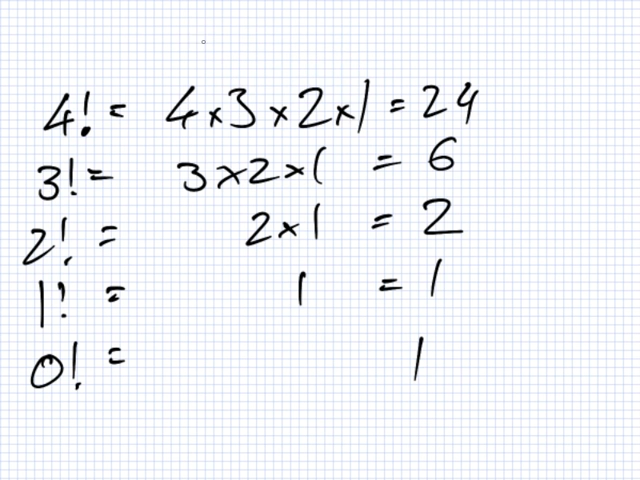 4! = 4 × 3 × 2 × 1 = 24
3! = 3 × 2 × 1 = 6
2! = 2 × 1 = 2
1! = 1 = 1
0! = 1